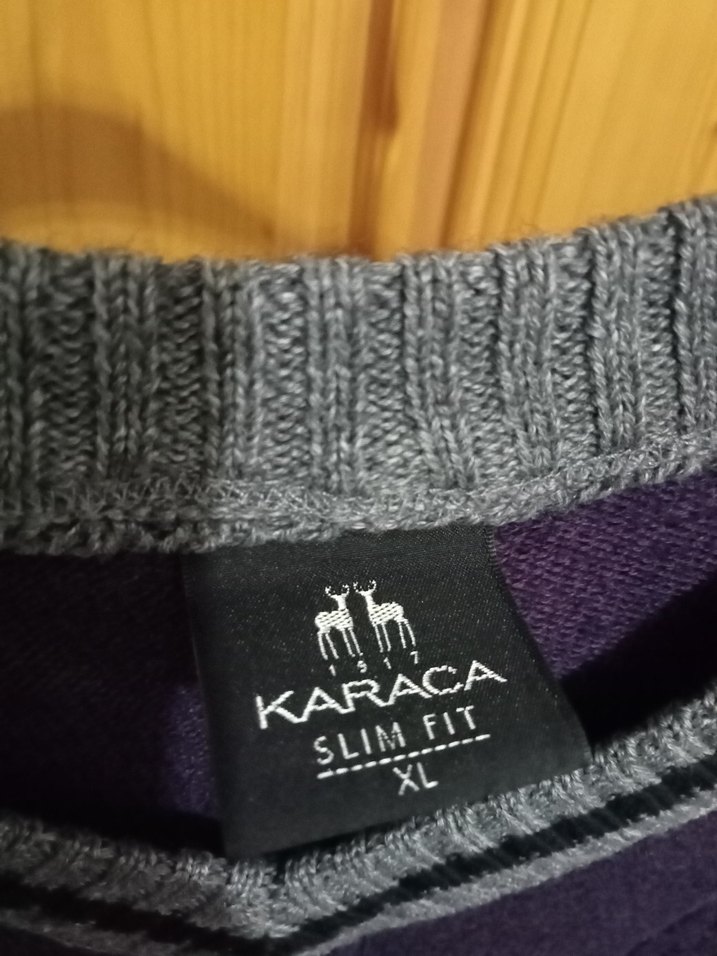 1917
KARACA
SLIM FIT
XL